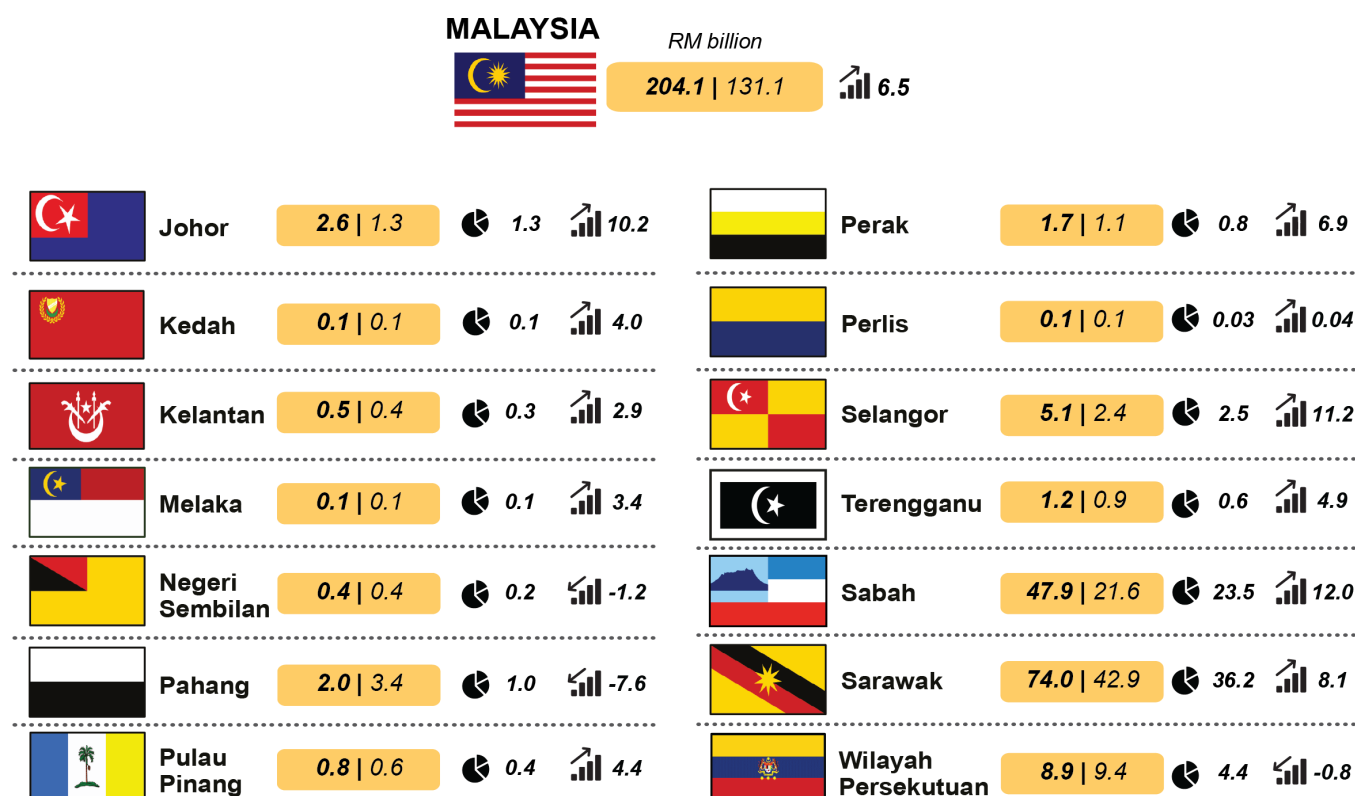 MALAYSIA
RM billion
204.1 | 131.1 6.5
Johor 2.6 | 1.3 1.3 10.2
Kedah 0.1 | 0.1 0.1 4.0
Kelantan 0.5 | 0.4 0.3 2.9
Melaka 0.1 | 0.1 0.1 3.4
Negeri
Sembilan 0.4 | 0.4 0.2 -1.2
Pahang 2.0 | 3.4 1.0 -7.6
Pulau
Pinang 0.8 | 0.6 0.4 4.4
Perak 1.7 | 1.1 0.8 6.9
Perlis 0.1 | 0.1 0.03 0.04
Selangor 5.1 | 2.4 2.5 11.2
Terengganu 1.2 | 0.9 0.6 4.9
Sabah 47.9 | 21.6 23.5 12.0
Sarawak 74.0 | 42.9 36.2 8.1
Wilayah
Persekutuan 8.9 | 9.4 4.4 -0.8